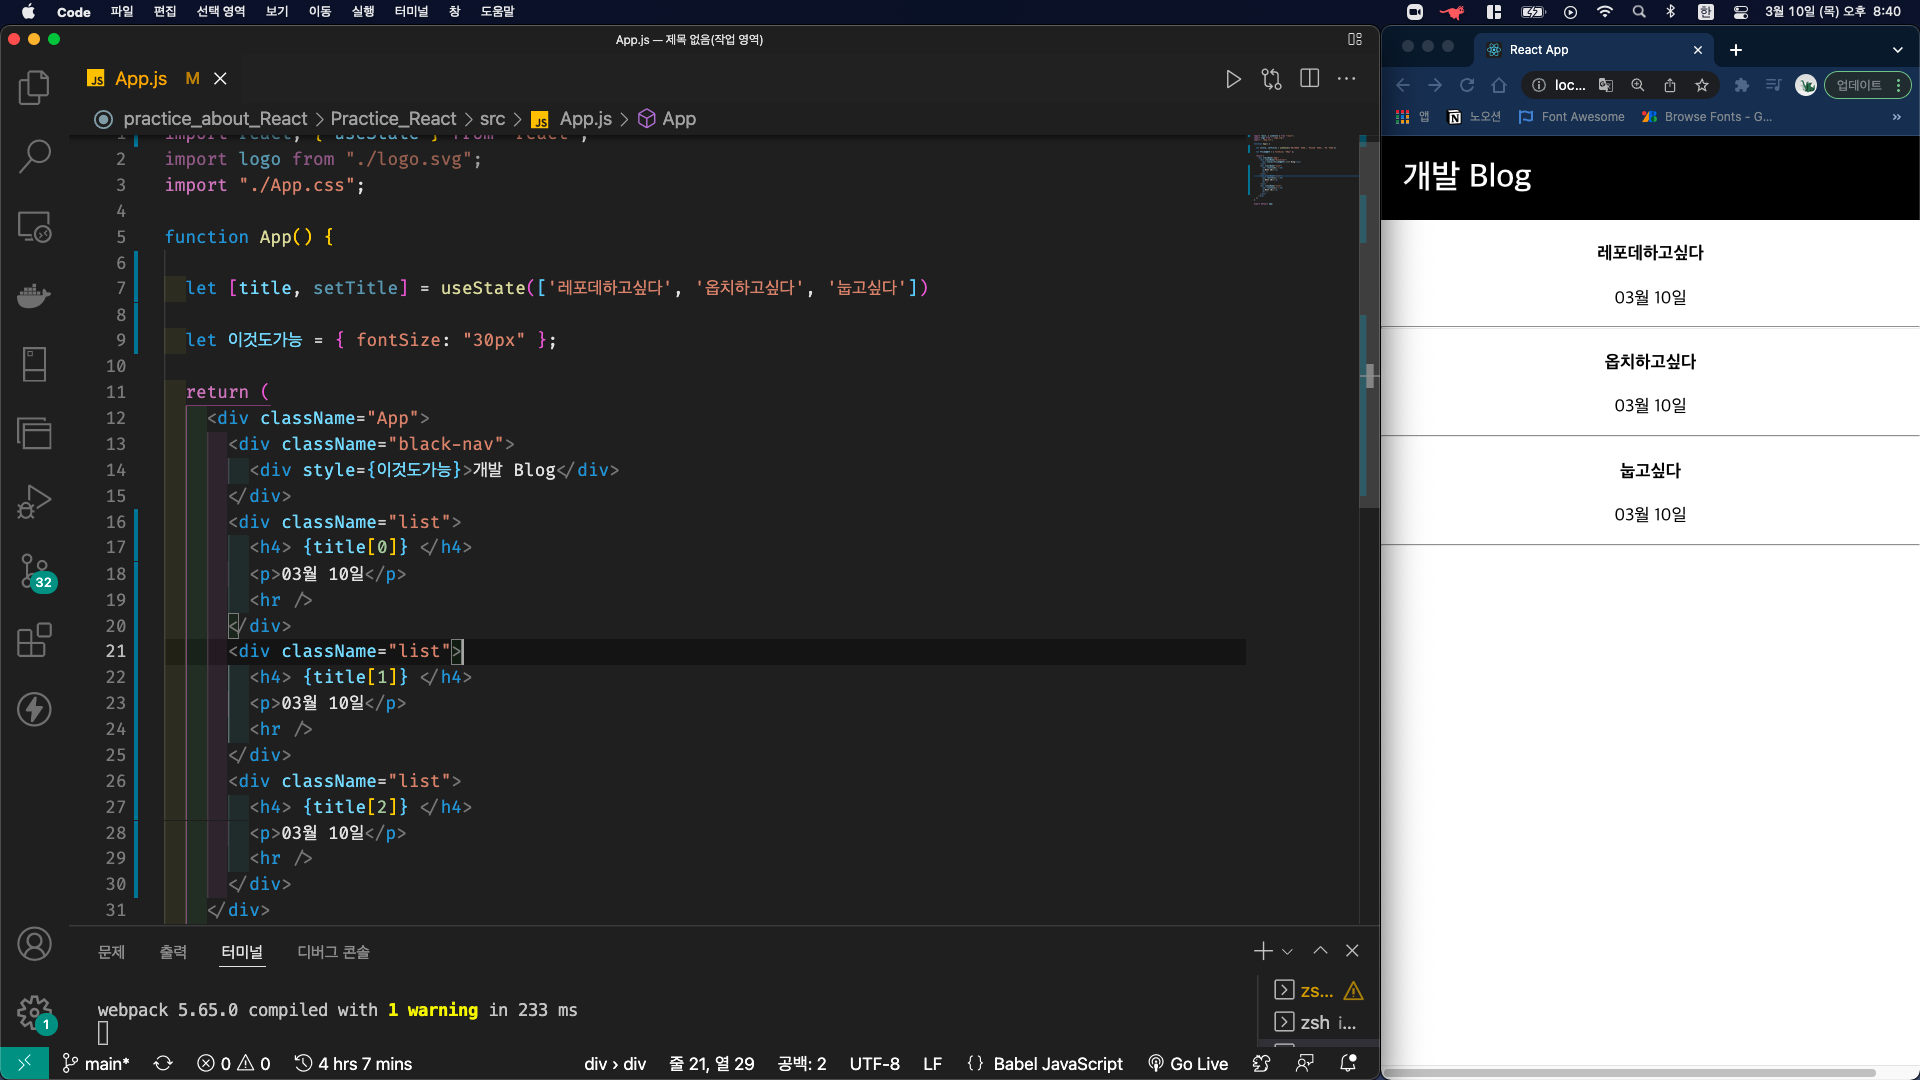 Code 파일 편집 선택 영역 보기 이동 실행 터미널 창 도움말
한 3월 10일 (목) 오후 8:40
App.js — 제목 없음(작업 영역)
JS App.js M
practice_about_React > Practice_React > src > JS App.js > App
1 import react, { useState } from 'react';
2 import logo from "./logo.svg";
3 import "./App.css";
4
5 function App() {
6
7 let [title, setTitle] = useState(['레포데하고싶다', '옵치하고싶다', '눕고싶다'])
8
9 let 이것도가능 = { fontSize: "30px" };
10
11 return (
12 <div className="App">
13 <div className="black-nav">
14 <div style={이것도가능}>개발 Blog</div>
15 </div>
16 <div className="list">
17 <h4> {title[0]} </h4>
18 <p>03월 10일</p>
19 <hr />
20 </div>
21 <div className="list">
22 <h4> {title[1]} </h4>
23 <p>03월 10일</p>
24 <hr />
25 </div>
26 <div className="list">
27 <h4> {title[2]} </h4>
28 <p>03월 10일</p>
29 <hr />
30 </div>
31 </div>
32
1
문제 출력 터미널 디버그 콘솔
webpack 5.65.0 compiled with 1 warning in 233 ms
zs...
zsh i...
main* 0 0 4 hrs 7 mins div › div 줄 21, 열 29 공백: 2 UTF-8 LF {} Babel JavaScript Go Live
React App
loc... 업데이트
앱 노오션 Font Awesome Browse Fonts - G... »
개발 Blog
레포데하고싶다
03월 10일
옵치하고싶다
03월 10일
눕고싶다
03월 10일